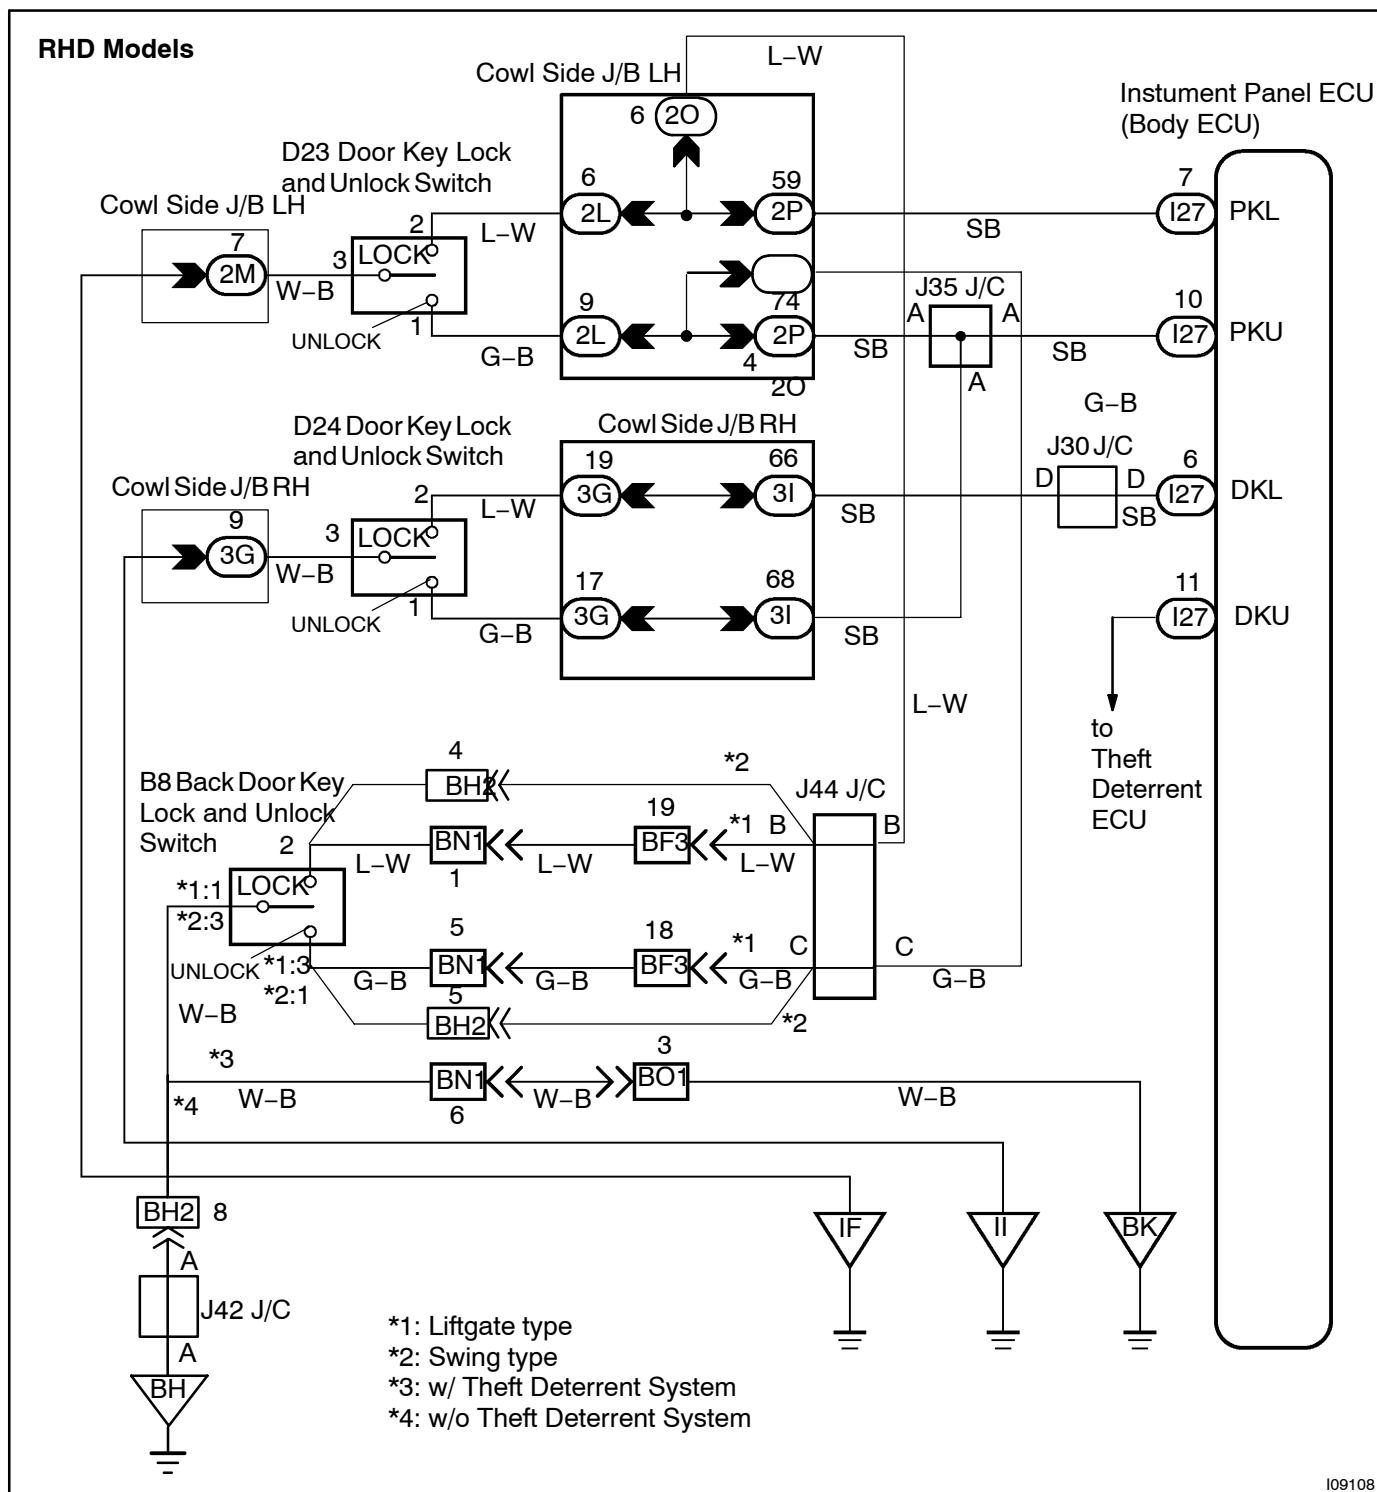 RHD Models
L–W
Cowl Side J/B LH
Instument Panel ECU
(Body ECU)
6 2O
D23 Door Key Lock
and Unlock Switch
6
59
7
Cowl Side J/B LH
2L
2P
I27
PKL
2
L–W
SB
7
LOCK
3
2M
W–B
J35 J/C
9
74
A
A
10
1
UNLOCK
2L
2P
I27
PKU
G–B
4
SB
SB
2O
A
G–B
D24 Door Key Lock
and Unlock Switch
Cowl Side J/B RH
J30 J/C
19
66
D
D
6
Cowl Side J/B RH
2
3G
3I
I27
DKL
L–W
SB
SB
9
3
LOCK
3G
W–B
17
68
11
1
UNLOCK
3G
3I
I27
DKU
G–B
SB
L–W
to
Theft
Deterrent
ECU
4
*2
B8 Back Door Key
Lock and Unlock
Switch
BH2
J44 J/C
19
*1
B
B
2
BN1
BF3
L–W
L–W
L–W
1
LOCK
*1:1
*2:3
5
18
*1
C
C
UNLOCK
*1:3
*2:1
BN1
BF3
G–B
G–B
G–B
G–B
5
W–B
BH2
*2
*3
3
BN1
BO1
*4
W–B
W–B
W–B
6
BH2 8
IF
II
BK
A
J42 J/C
A
BH
*1: Liftgate type
*2: Swing type
*3: w/ Theft Deterrent System
*4: w/o Theft Deterrent System
I09108